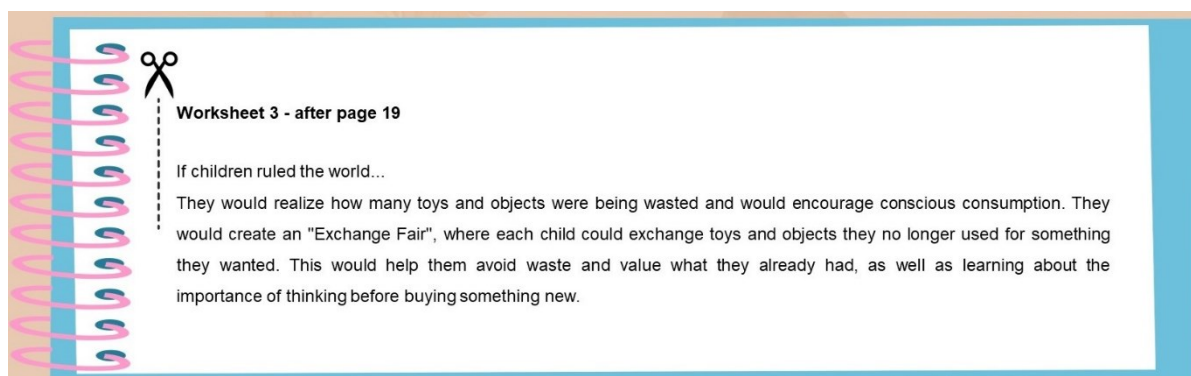 Worksheet 3 - after page 19
If children ruled the world...
They would realize how many toys and objects were being wasted and would encourage conscious consumption. They
would create an "Exchange Fair", where each child could exchange toys and objects they no longer used for something
they wanted. This would help them avoid waste and value what they already had, as well as learning about the
importance of thinking before buying something new.